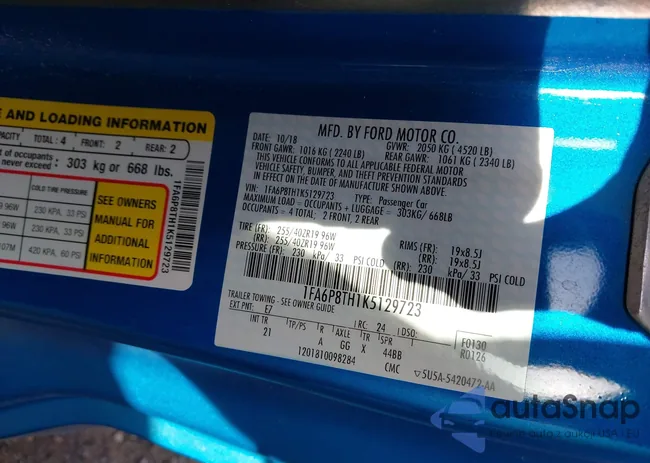 E AND LOADING INFORMATION
PACITY TOTAL: 4 FRONT: 2 REAR: 2
t of occupants:
never exceed: 303 kg or 668 lbs.
COLD TIRE PRESSURE
96W 230 KPA, 33 PSI
96W 230 KPA, 33 PSI
07M 420 KPA, 60 PSI
SEE OWNERS
MANUAL FOR
ADDITIONAL
INFORMATION
1FA6P8TH1K5129723
MFD. BY FORD MOTOR CO.
DATE: 10/18 GVWR: 2050 KG ( 4520 LB)
FRONT GAWR: 1016 KG ( 2240 LB) REAR GAWR: 1061 KG ( 2340 LB)
THIS VEHICLE CONFORMS TO ALL APPLICABLE FEDERAL MOTOR
VEHICLE SAFETY, BUMPER, AND THEFT PREVENTION STANDARDS
IN EFFECT ON THE DATE OF MANUFACTURE SHOWN ABOVE.
VIN: 1FA6P8TH1K5129723 TYPE: Passenger Car
MAXIMUM LOAD = OCCUPANTS + LUGGAGE = 303KG/ 668LB
OCCUPANTS = 4 TOTAL; 2 FRONT, 2 REAR
TIRE (FR): 255/40ZR19 96W RIMS (FR): 19x8.5J
(RR): 255/40ZR19 96W (RR): 19x8.5J
PRESSURE (FR): 230 kPa/ 33 PSI COLD (RR): 230 kPa/ 33 PSI COLD
1FA6P8TH1K5129723
TRAILER TOWING - SEE OWNER GUIDE
EXT PNT: E7 RC: 24 DSO: F0130
INT TR TP/PS R AXLE TR SPR R0126
21 A GG X 44BB
1201810098284 CMC ▽5U5A-5420472-AA
autoSnap